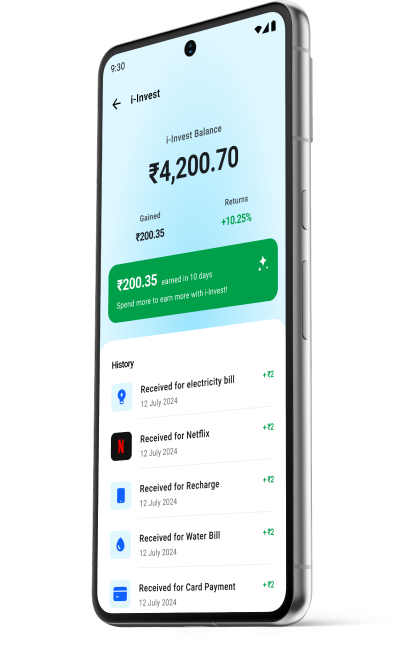 9:30
i-Invest
i-Invest Balance
₹4,200.70
Gained
Returns
₹200.35
+10.25%
₹200.35 earned in 10 days
Spend more to earn more with i-Invest!
History
Received for electricity bill
+₹2
12 July 2024
N
Received for Netflix
+₹2
12 July 2024
Received for Recharge
+₹2
12 July 2024
Received for Water Bill
+₹2
12 July 2024
Received for Card Payment
+₹2
12 July 2024